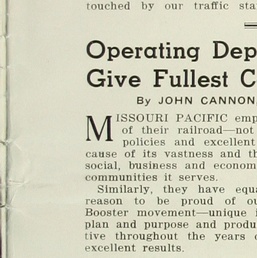 touched by our traffic sta
Operating Dep
Give Fullest C
By JOHN CANNON
MISSOURI PACIFIC emp
of their railroad—not
policies and excellent
cause of its vastness and th
social, business and econom
communities it serves.
Similarly, they have equa
reason to be proud of ou
Booster movement—unique i
plan and purpose and produ
tive throughout the years o
excellent results.